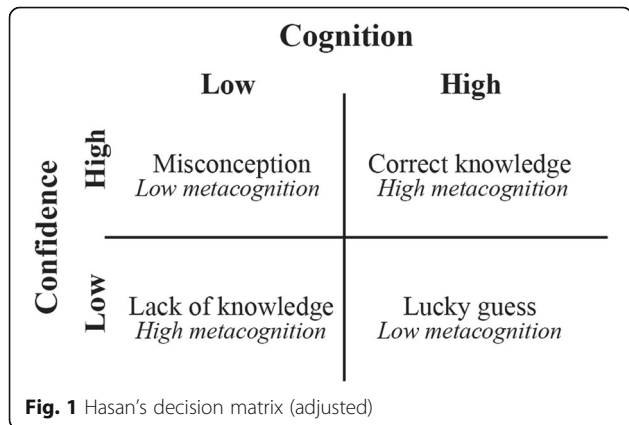 Cognition
Low High
Confidence
High
Misconception Correct knowledge
Low metacognition High metacognition
Low
Lack of knowledge Lucky guess
High metacognition Low metacognition
Fig. 1 Hasan's decision matrix (adjusted)